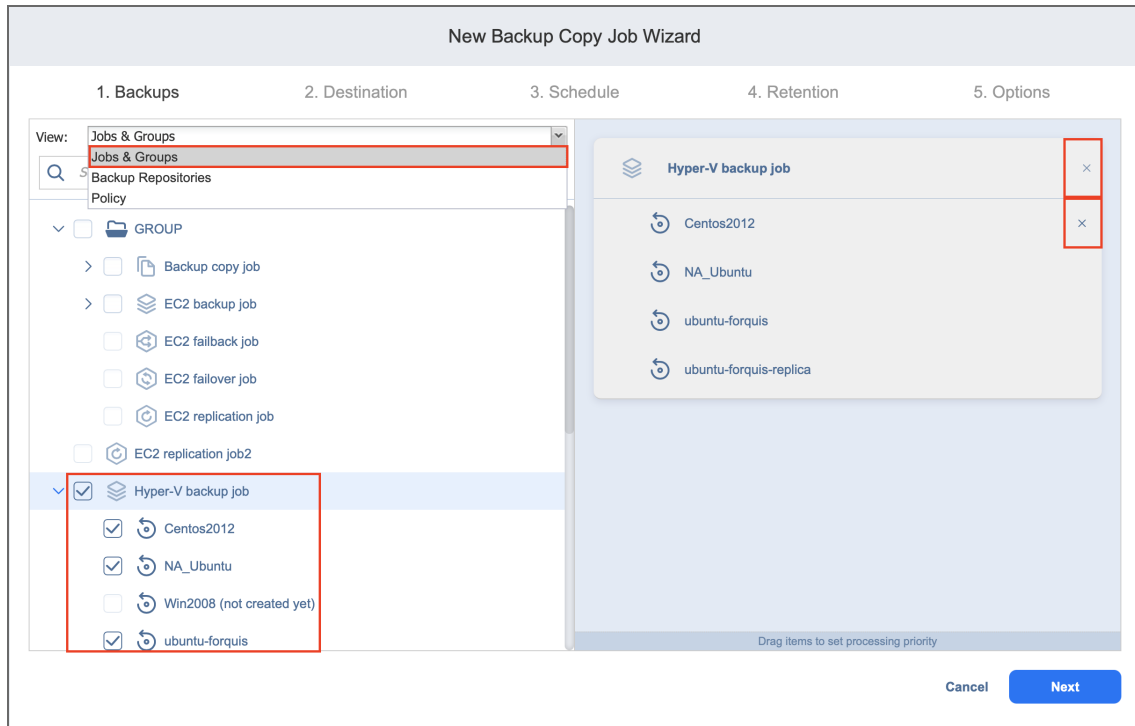 New Backup Copy Job Wizard
1. Backups
2. Destination
3. Schedule
4. Retention
5. Options
View:
Jobs & Groups
Jobs & Groups
Backup Repositories
Policy
GROUP
Backup copy job
EC2 backup job
EC2 failback job
EC2 failover job
EC2 replication job
EC2 replication job2
Hyper-V backup job
Centos2012
NA_Ubuntu
Win2008 (not created yet)
ubuntu-forquis
Hyper-V backup job
Centos2012
NA_Ubuntu
ubuntu-forquis
ubuntu-forquis-replica
Drag items to set processing priority
Cancel
Next